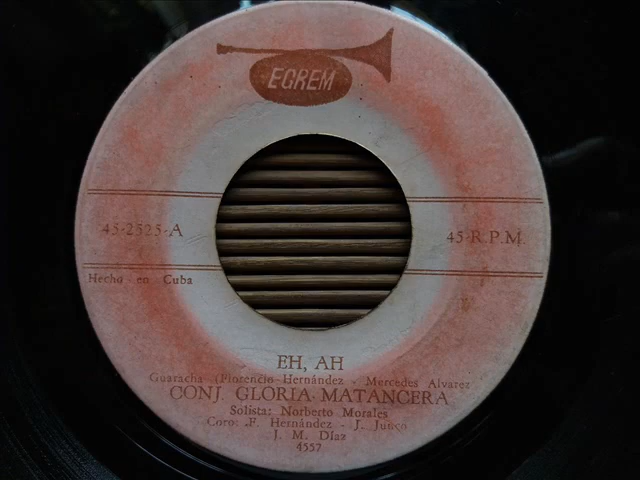 EGREM
45-2525-A
45 R.P.M.
Hecho en Cuba
EH, AH
Guaracha (Florencio Hernández - Mercedes Alvarez
CONJ. GLORIA MATANCERA
Solista: Norberto Morales
Coro: F. Hernández - J. Junco
J. M. Díaz
4557